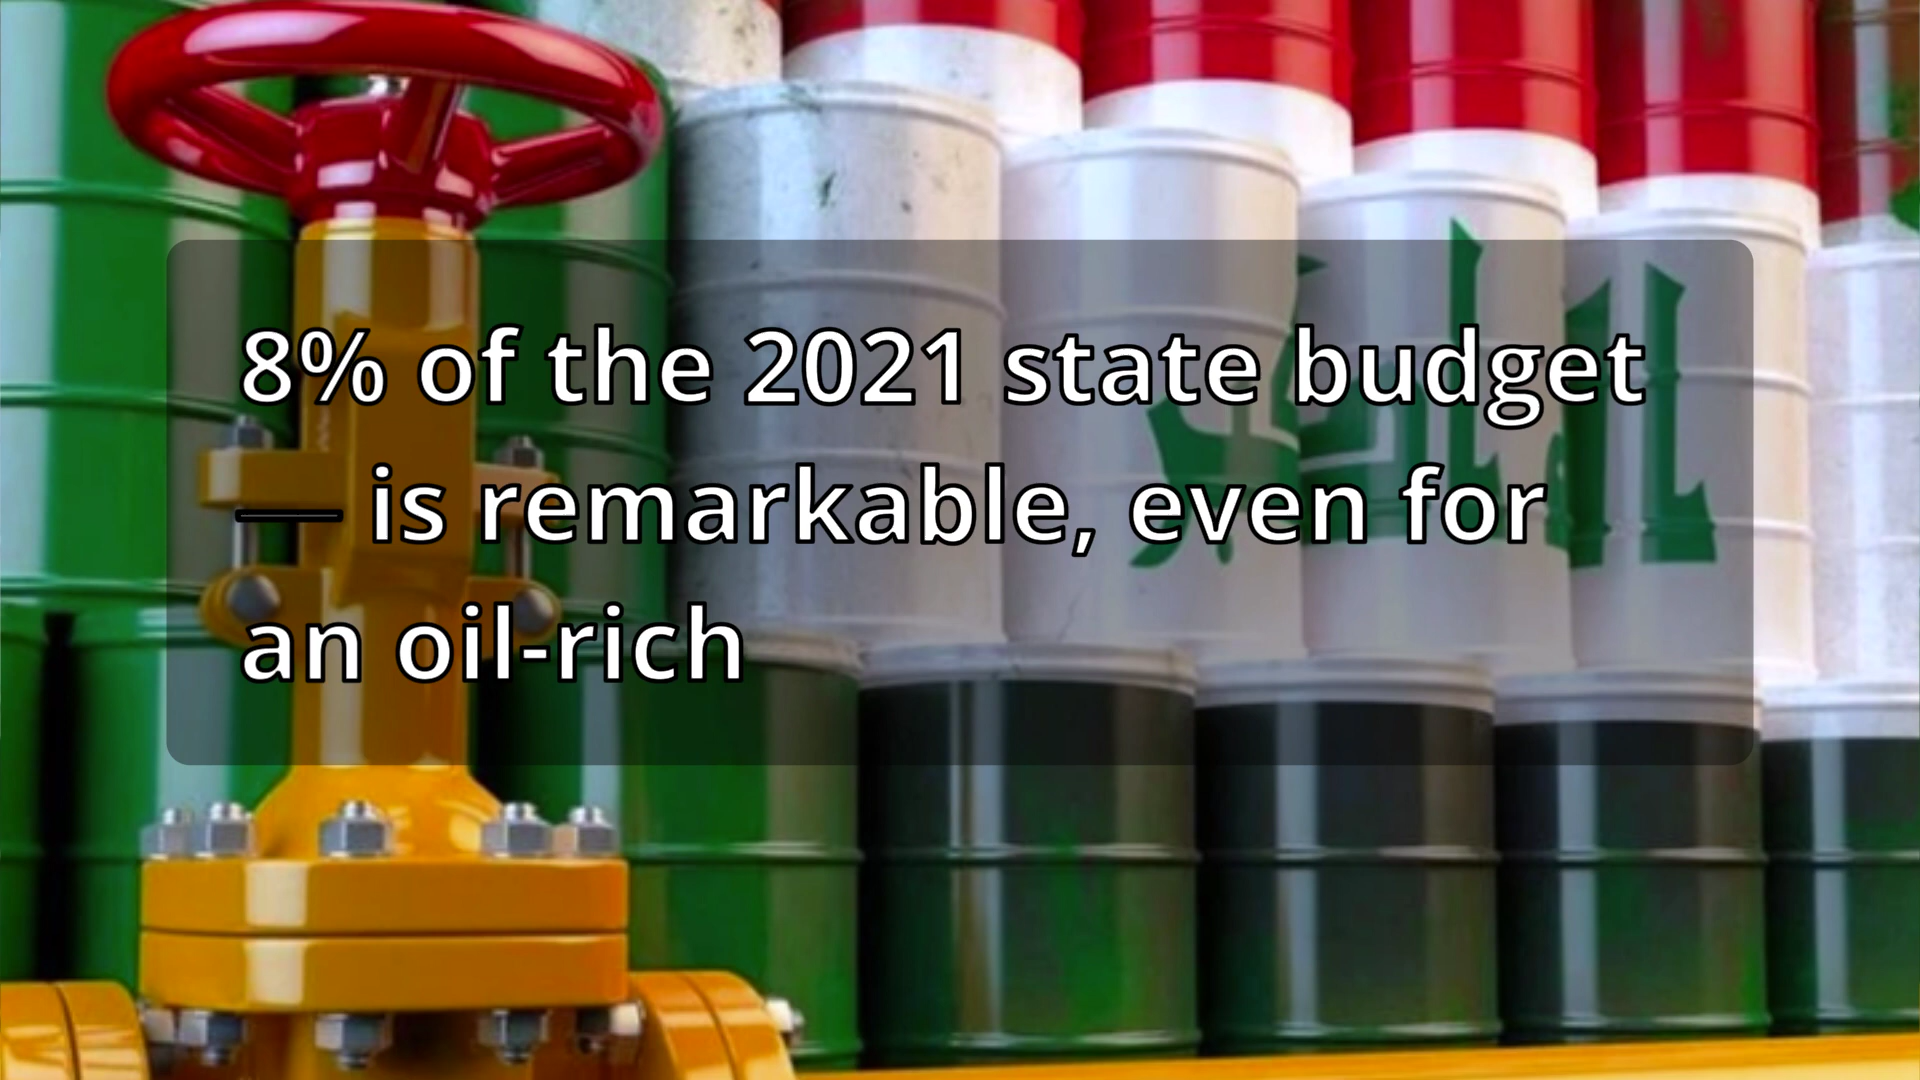 8% of the 2021 state budget
— is remarkable, even for
an oil-rich